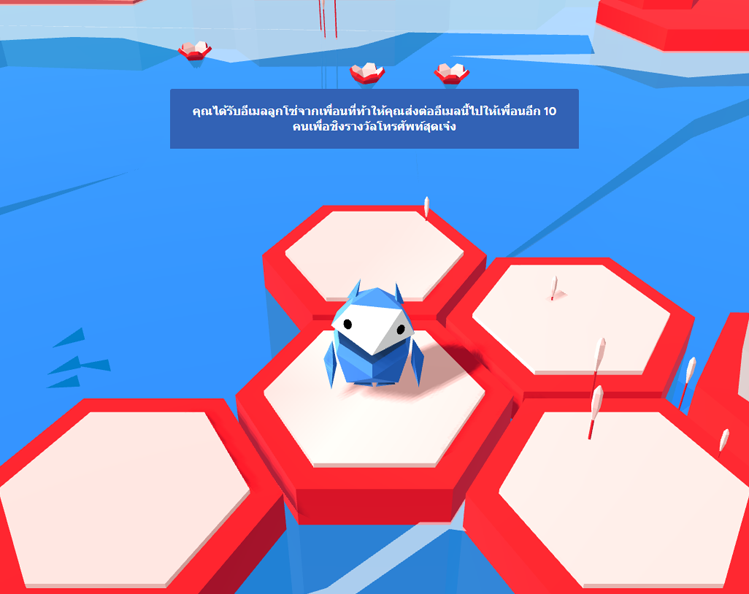 คุณได้รับอีเมลลูกโซ่จากเพื่อนที่ท้าให้คุณส่งต่ออีเมลนี้ไปให้เพื่อนอีก 10
คนเพื่อชิงรางวัลโทรศัพท์สุดเจ๋ง